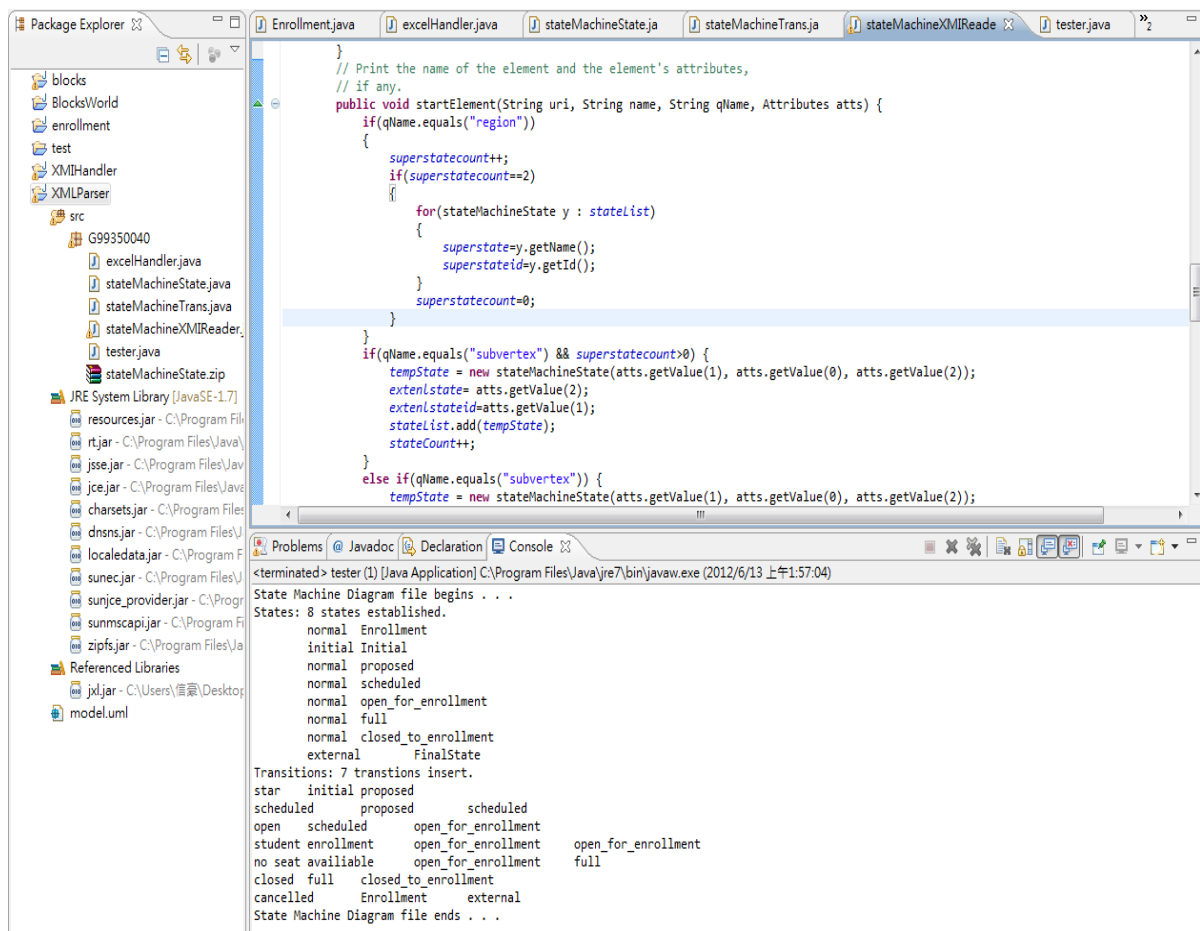 Package Explorer
blocks
BlocksWorld
enrollment
test
XMIHandler
XMLParser
src
G99350040
excelHandler.java
stateMachineState.java
stateMachineTrans.java
stateMachineXMIReader.
tester.java
stateMachineState.zip
JRE System Library [JavaSE-1.7]
resources.jar - C:\Program Fil
rt.jar - C:\Program Files\Java\
jsse.jar - C:\Program Files\Jav
jce.jar - C:\Program Files\Java
charsets.jar - C:\Program Files
dnsns.jar - C:\Program Files\J
localedata.jar - C:\Program F
sunec.jar - C:\Program Files\J
sunjce_provider.jar - C:\Progr
sunmscapi.jar - C:\Program Fi
zipfs.jar - C:\Program Files\Ja
Referenced Libraries
jxl.jar - C:\Users\信豪\Desktop
model.uml
Enrollment.java excelHandler.java stateMachineState.ja stateMachineTrans.ja stateMachineXMIReade tester.java »2
}
// Print the name of the element and the element's attributes,
// if any.
public void startElement(String uri, String name, String qName, Attributes atts) {
if(qName.equals("region"))
{
superstatecount++;
if(superstatecount==2)
{
for(stateMachineState y : stateList)
{
superstate=y.getName();
superstateid=y.getId();
}
superstatecount=0;
}
}
if(qName.equals("subvertex") && superstatecount>0) {
tempState = new stateMachineState(atts.getValue(1), atts.getValue(0), atts.getValue(2));
extenlstate= atts.getValue(2);
extenlstateid=atts.getValue(1);
stateList.add(tempState);
stateCount++;
}
else if(qName.equals("subvertex")) {
tempState = new stateMachineState(atts.getValue(1), atts.getValue(0), atts.getValue(2));
Problems @ Javadoc Declaration Console
<terminated> tester (1) [Java Application] C:\Program Files\Java\jre7\bin\javaw.exe (2012/6/13 上午1:57:04)
State Machine Diagram file begins . . .
States: 8 states established.
normal Enrollment
initial Initial
normal proposed
normal scheduled
normal open_for_enrollment
normal full
normal closed_to_enrollment
external FinalState
Transitions: 7 transtions insert.
star initial proposed
scheduled proposed scheduled
open scheduled open_for_enrollment
student enrollment open_for_enrollment open_for_enrollment
no seat availiable open_for_enrollment full
closed full closed_to_enrollment
cancelled Enrollment external
State Machine Diagram file ends . . .